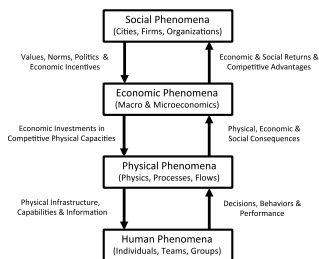 Social Phenomena
(Cities, Firms, Organizations)
Values, Norms, Politics &
Economic Incentives
Economic & Social Returns &
Competitive Advantages
Economic Phenomena
(Macro & Microeconomics)
Economic Investments in
Competitive Physical Capacities
Physical, Economic &
Social Consequences
Physical Phenomena
(Physics, Processes, Flows)
Physical Infrastructure,
Capabilities & Information
Decisions, Behaviors &
Performance
Human Phenomena
(Individuals, Teams, Groups)